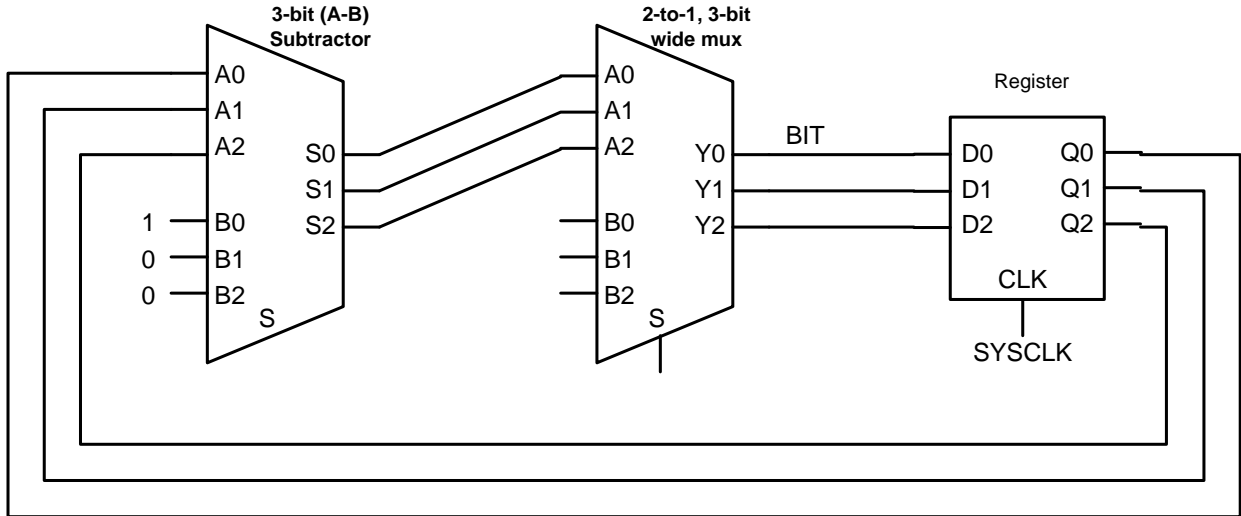 3-bit (A-B)
Subtractor
2-to-1, 3-bit
wide mux
Register
A0
A1
A2
S0
S1
S2
1 B0
0 B1
0 B2
S
A0
A1
A2
Y0
Y1
Y2
B0
B1
B2
S
BIT
D0
D1
D2
Q0
Q1
Q2
CLK
SYSCLK